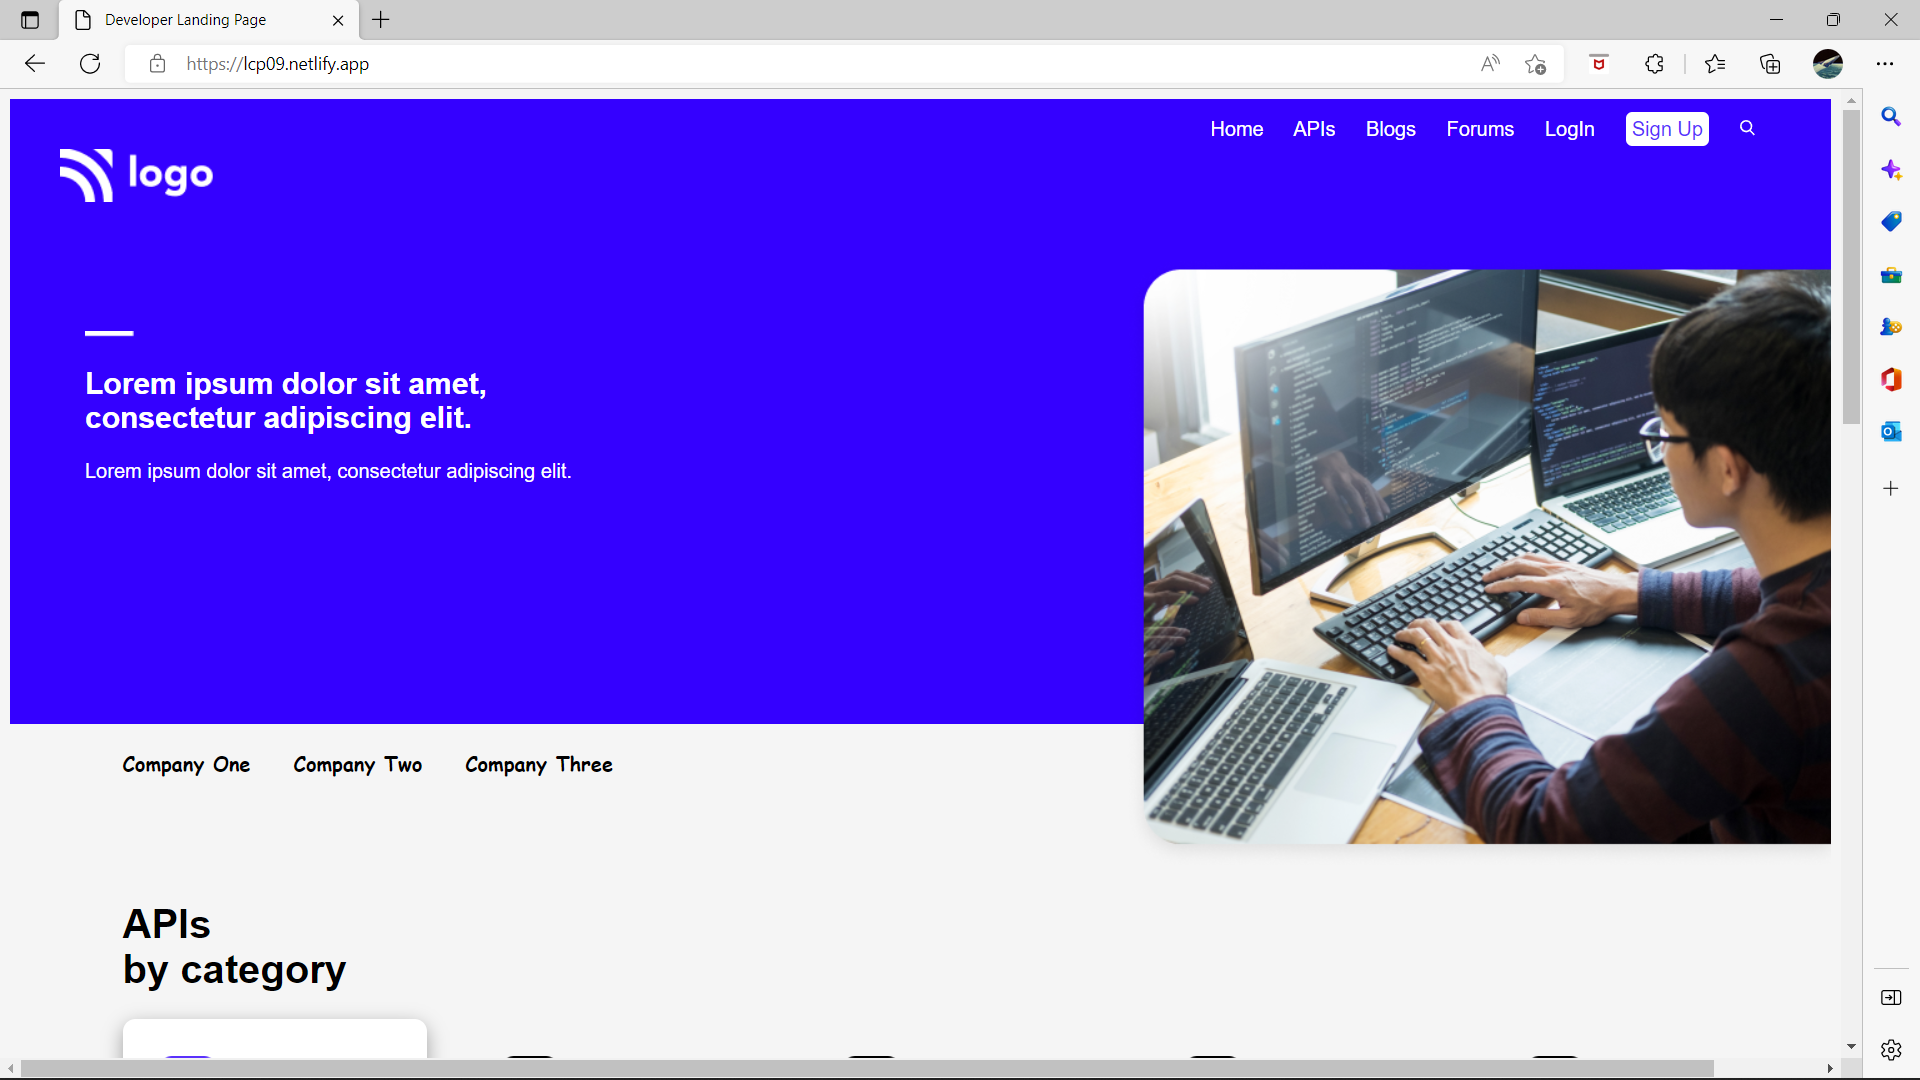 Developer Landing Page
https://lcp09.netlify.app
Home APIs Blogs Forums LogIn Sign Up
logo
Lorem ipsum dolor sit amet,
consectetur adipiscing elit.
Lorem ipsum dolor sit amet, consectetur adipiscing elit.
Company One Company Two Company Three
APIs
by category